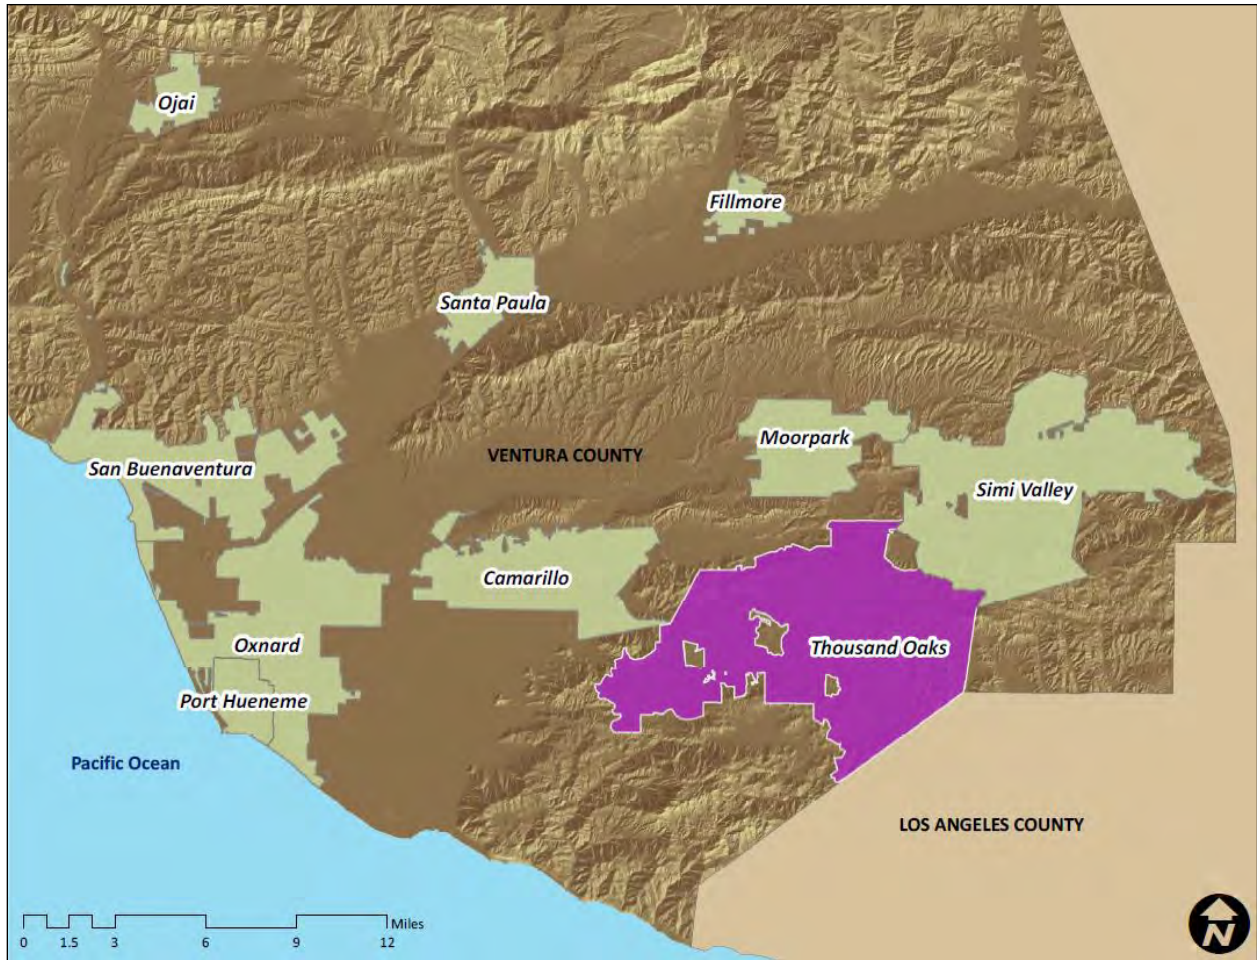 Ojai
Fillmore
Santa Paula
Moorpark
VENTURA COUNTY
San Buenaventura
Simi Valley
Camarillo
Oxnard
Thousand Oaks
Port Hueneme
Pacific Ocean
LOS ANGELES COUNTY
Miles
0 1.5 3 6 9 12
N